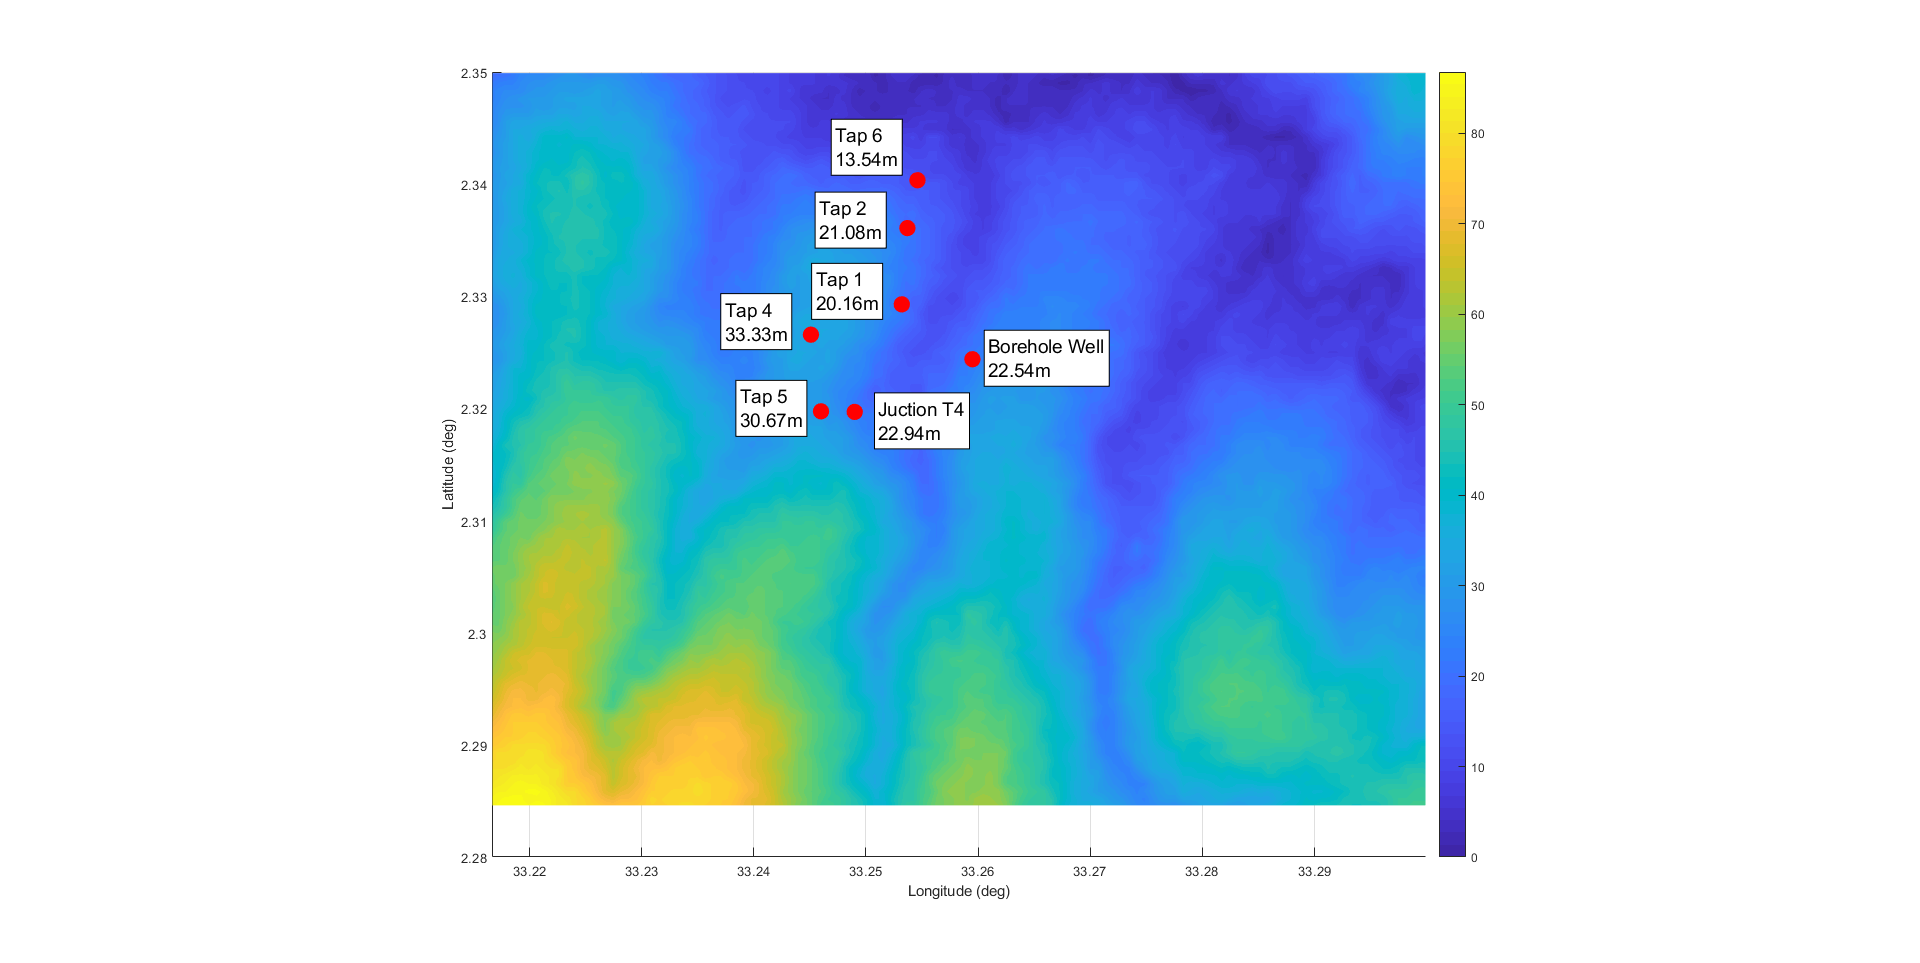 2.35
2.34
2.33
2.32
2.31
2.3
2.29
2.28
Latitude (deg)
Tap 6
13.54m
Tap 2
21.08m
Tap 1
20.16m
Tap 4
33.33m
Borehole Well
22.54m
Tap 5
30.67m
Juction T4
22.94m
33.22
33.23
33.24
33.25
33.26
33.27
33.28
33.29
Longitude (deg)
80
70
60
50
40
30
20
10
0